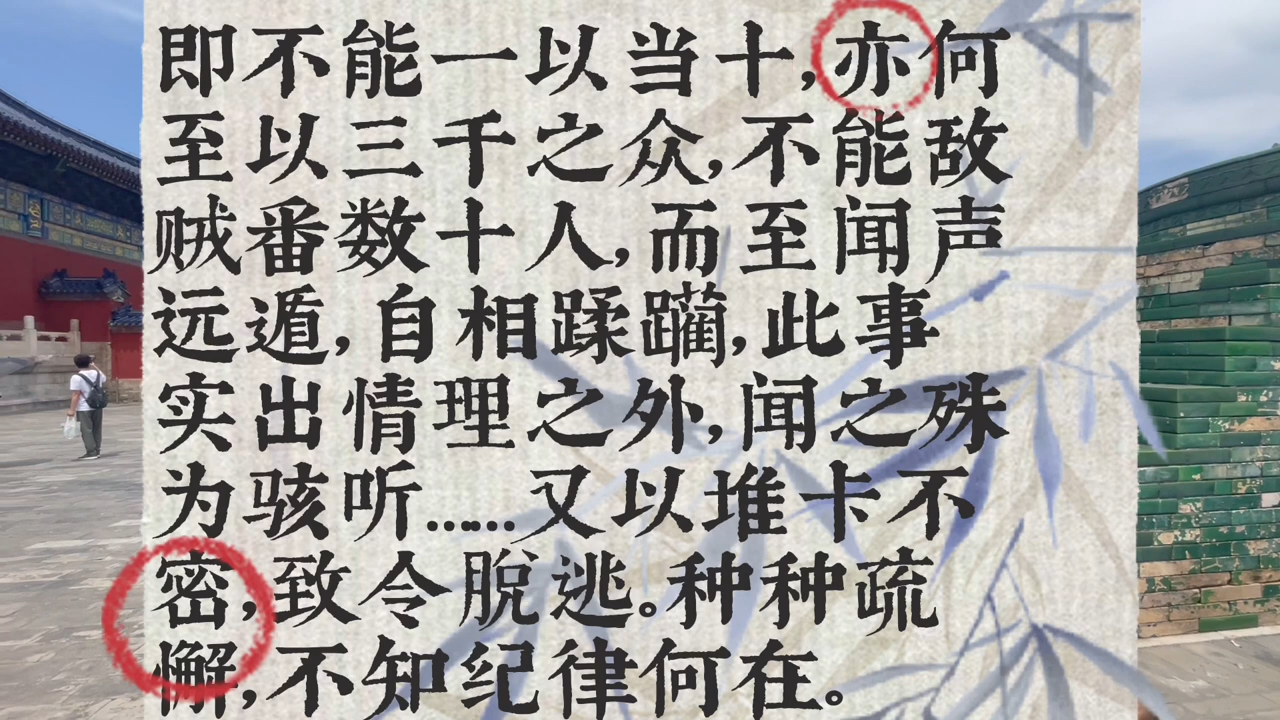 即不能一以当十,亦何
至以三千之众,不能敌
贼番数十人,而至闻声
远遁,自相蹂躏,此事
实出情理之外,闻之殊
为骇听……又以堆卡不
密,致令脱逃。种种疏
懈,不知纪律何在。